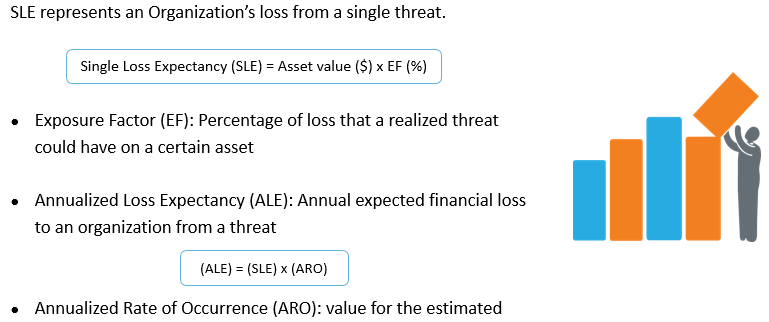 SLE represents an Organization’s loss from a single threat.
Single Loss Expectancy (SLE) = Asset value ($) x EF (%)
• Exposure Factor (EF): Percentage of loss that a realized threat
could have on a certain asset
• Annualized Loss Expectancy (ALE): Annual expected financial loss
to an organization from a threat
(ALE) = (SLE) x (ARO)
• Annualized Rate of Occurrence (ARO): value for the estimated